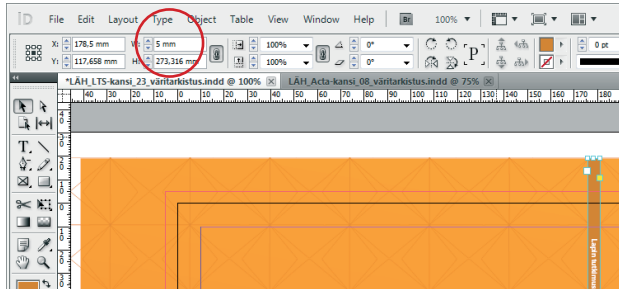 ID File Edit Layout Type Object Table View Window Help Br 100%
X: 178,5 mm W: 5 mm 100% 0° P 0 pt
Y: 117,658 mm H: 273,316 mm 100% 0°
*LÄH_LTS-kansi_23_väritarkistus.indd @ 100% LÄH_Acta-kansi_08_väritarkistus.indd @ 75%
40 30 20 10 0 10 20 30 40 50 60 70 80 90 100 110 120 130 140 150 160 170 180
T
Lapin tutkimus